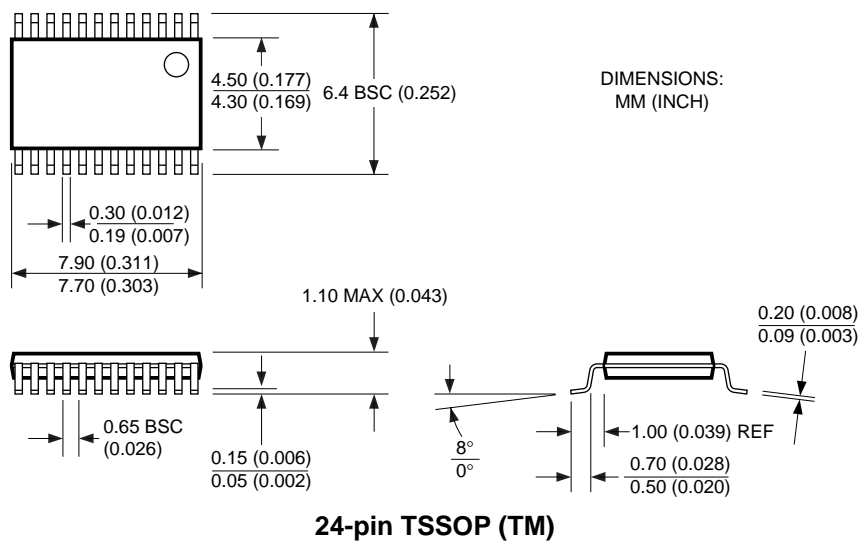 4.50 (0.177)
4.30 (0.169)
6.4 BSC (0.252)
DIMENSIONS:
MM (INCH)
0.30 (0.012)
0.19 (0.007)
7.90 (0.311)
7.70 (0.303)
1.10 MAX (0.043)
0.20 (0.008)
0.09 (0.003)
0.65 BSC
(0.026)
0.15 (0.006)
0.05 (0.002)
8°
0°
1.00 (0.039) REF
0.70 (0.028)
0.50 (0.020)
24-pin TSSOP (TM)